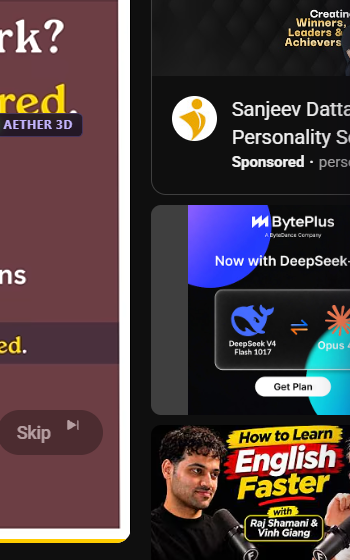 rk?
red.
AETHER 3D
ns
ed.
Skip
Creatin
Winners,
Leaders &
Achievers
Sanjeev Datta
Personality S
Sponsored · pers
BytePlus
A ByteDance Company
Now with DeepSeek-
DeepSeek V4
Flash 1017
Opus 4
Get Plan
How to Learn
English
Faster
with
Raj Shamani &
Vinh Giang